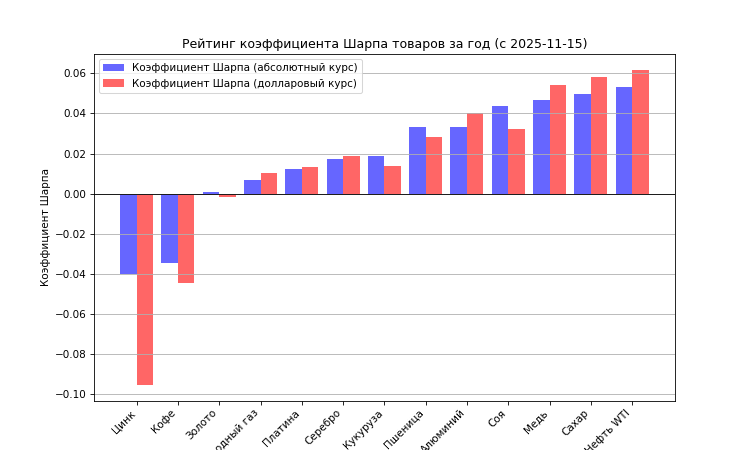 Рейтинг коэффициента Шарпа товаров за год (с 2025-11-15)
Коэффициент Шарпа (абсолютный курс)
Коэффициент Шарпа (долларовый курс)
Коэффициент Шарпа
0.06
0.04
0.02
0.00
−0.02
−0.04
−0.06
−0.08
−0.10
Цинк
Кофе
Золото
одный газ
Платина
Серебро
Кукуруза
Пшеница
Алюминий
Соя
Медь
Сахар
Нефть WTI